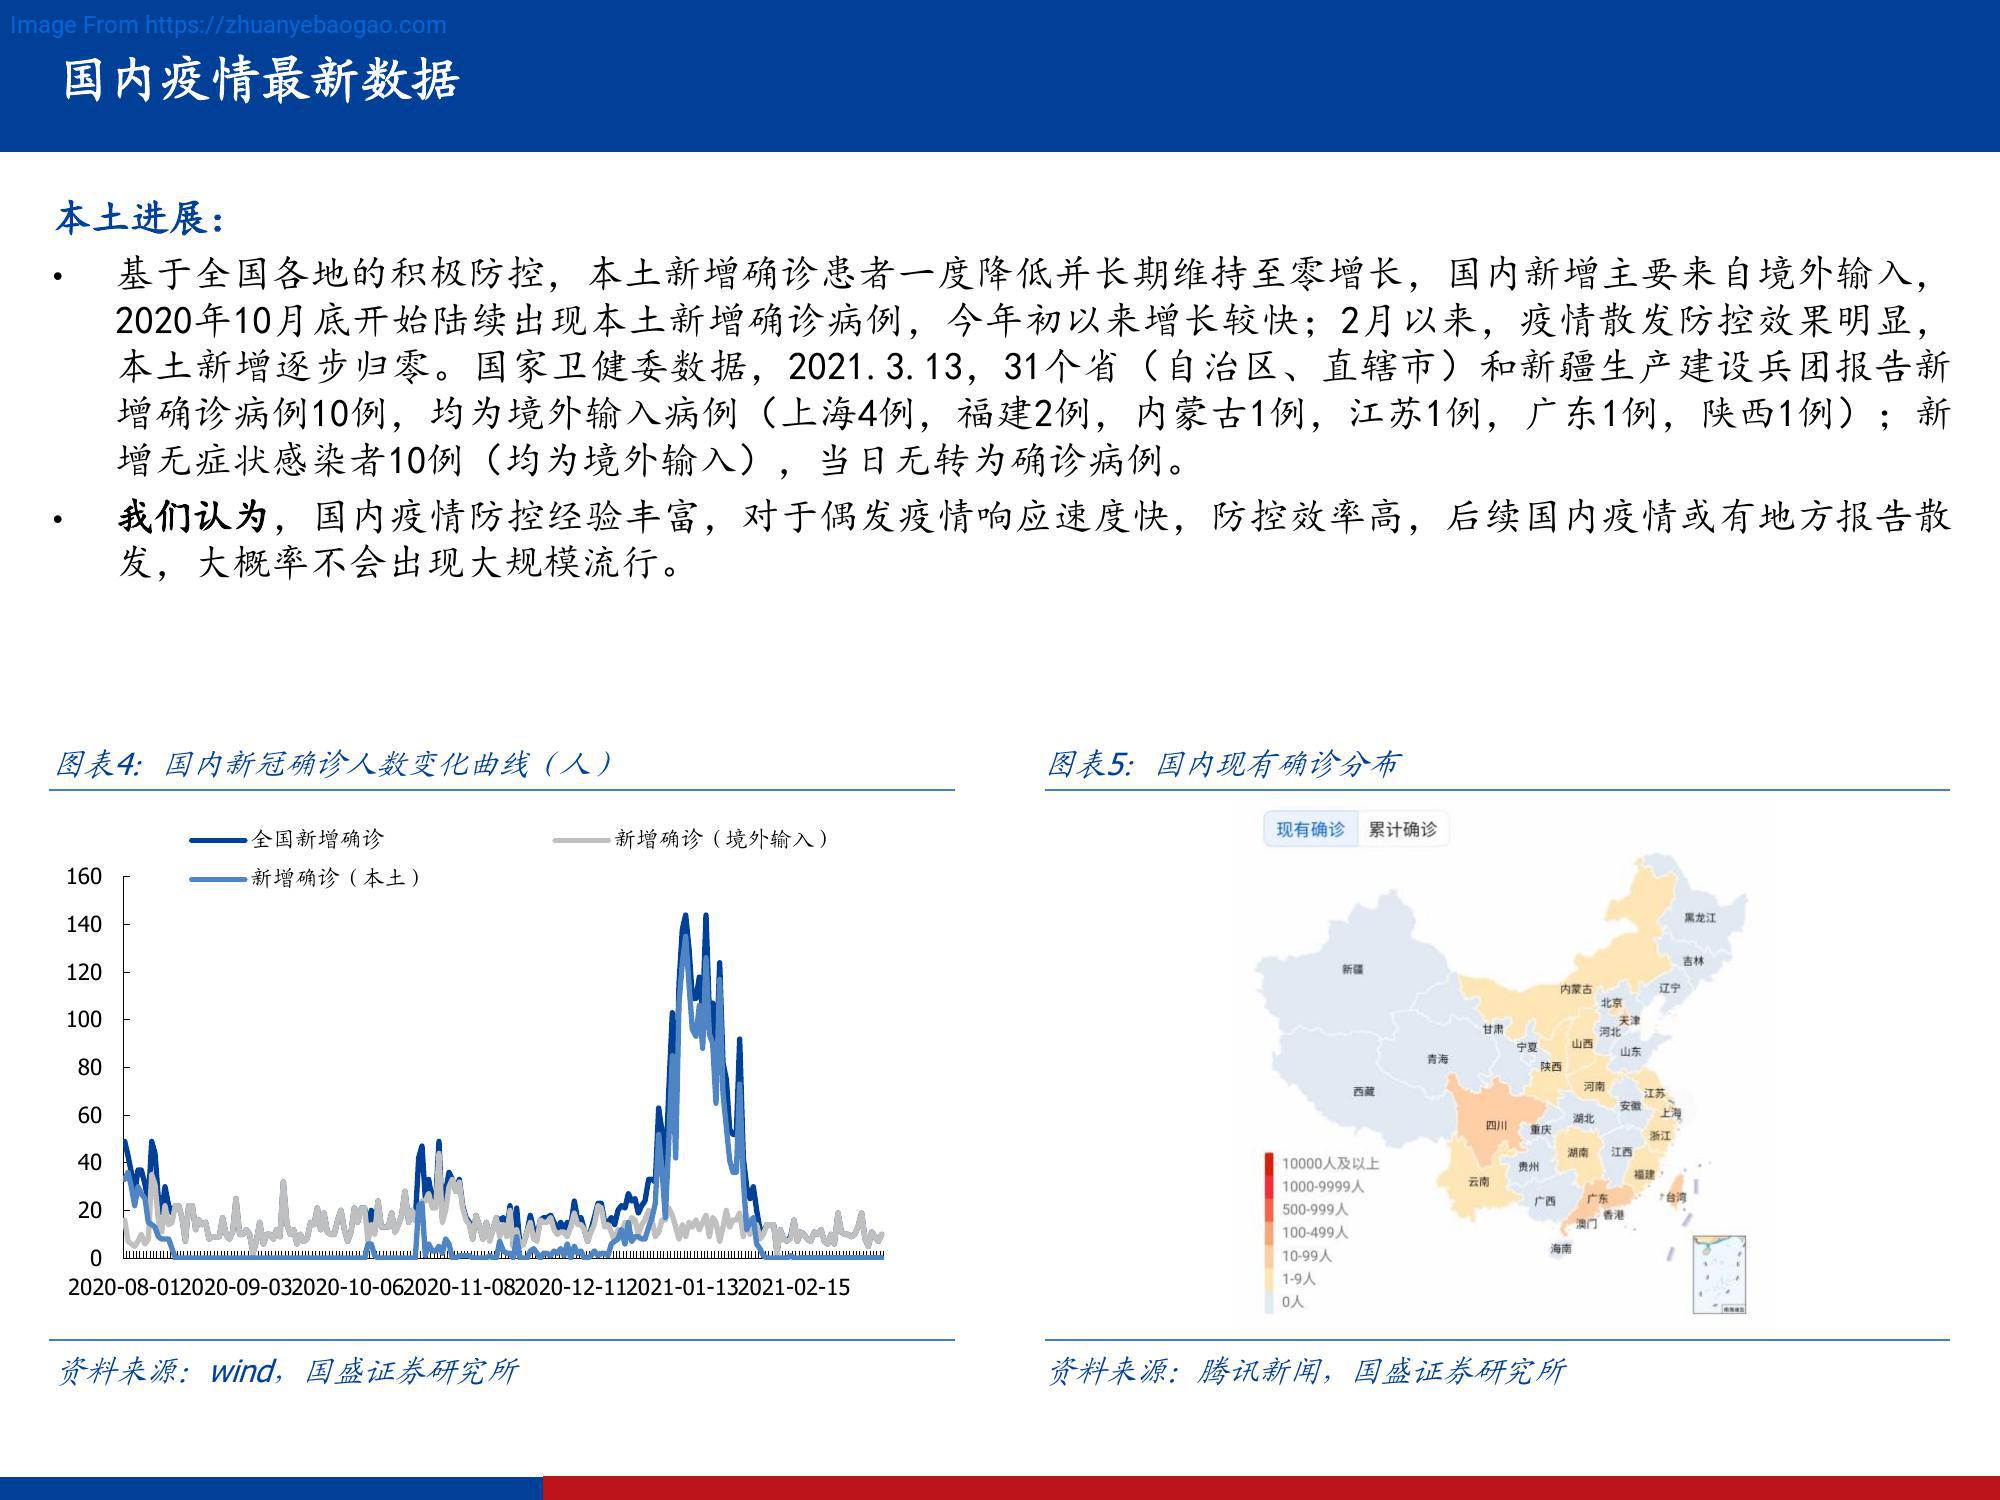 Image From https://zhuanyebaogao.com
国内疫情最新数据
本土进展：
• 基于全国各地的积极防控，本土新增确诊患者一度降低并长期维持至零增长，国内新增主要来自境外输入，
2020年10月底开始陆续出现本土新增确诊病例，今年初以来增长较快；2月以来，疫情散发防控效果明显，
本土新增逐步归零。国家卫健委数据，2021.3.13，31个省（自治区、直辖市）和新疆生产建设兵团报告新
增确诊病例10例，均为境外输入病例（上海4例，福建2例，内蒙古1例，江苏1例，广东1例，陕西1例）；新
增无症状感染者10例（均为境外输入），当日无转为确诊病例。
• 我们认为，国内疫情防控经验丰富，对于偶发疫情响应速度快，防控效率高，后续国内疫情或有地方报告散
发，大概率不会出现大规模流行。
图表4：国内新冠确诊人数变化曲线（人）
全国新增确诊
新增确诊（境外输入）
新增确诊（本土）
160
140
120
100
80
60
40
20
0
2020-08-01 2020-09-03 2020-10-06 2020-11-08 2020-12-11 2021-01-13 2021-02-15
资料来源：wind，国盛证券研究所
图表5：国内现有确诊分布
现有确诊 累计确诊
黑龙江
吉林
新疆
辽宁
内蒙古
北京
天津
甘肃
河北
山西
宁夏
山东
青海
陕西
河南
西藏
江苏
安徽
上海
湖北
四川
重庆
浙江
湖南
江西
贵州
福建
云南
台湾
广西
广东
香港
澳门
海南
10000人及以上
1000-9999人
500-999人
100-499人
10-99人
1-9人
0人
资料来源：腾讯新闻，国盛证券研究所